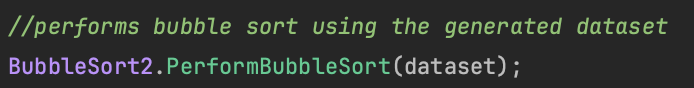 //performs bubble sort using the generated dataset
BubbleSort2.PerformBubbleSort(dataset);